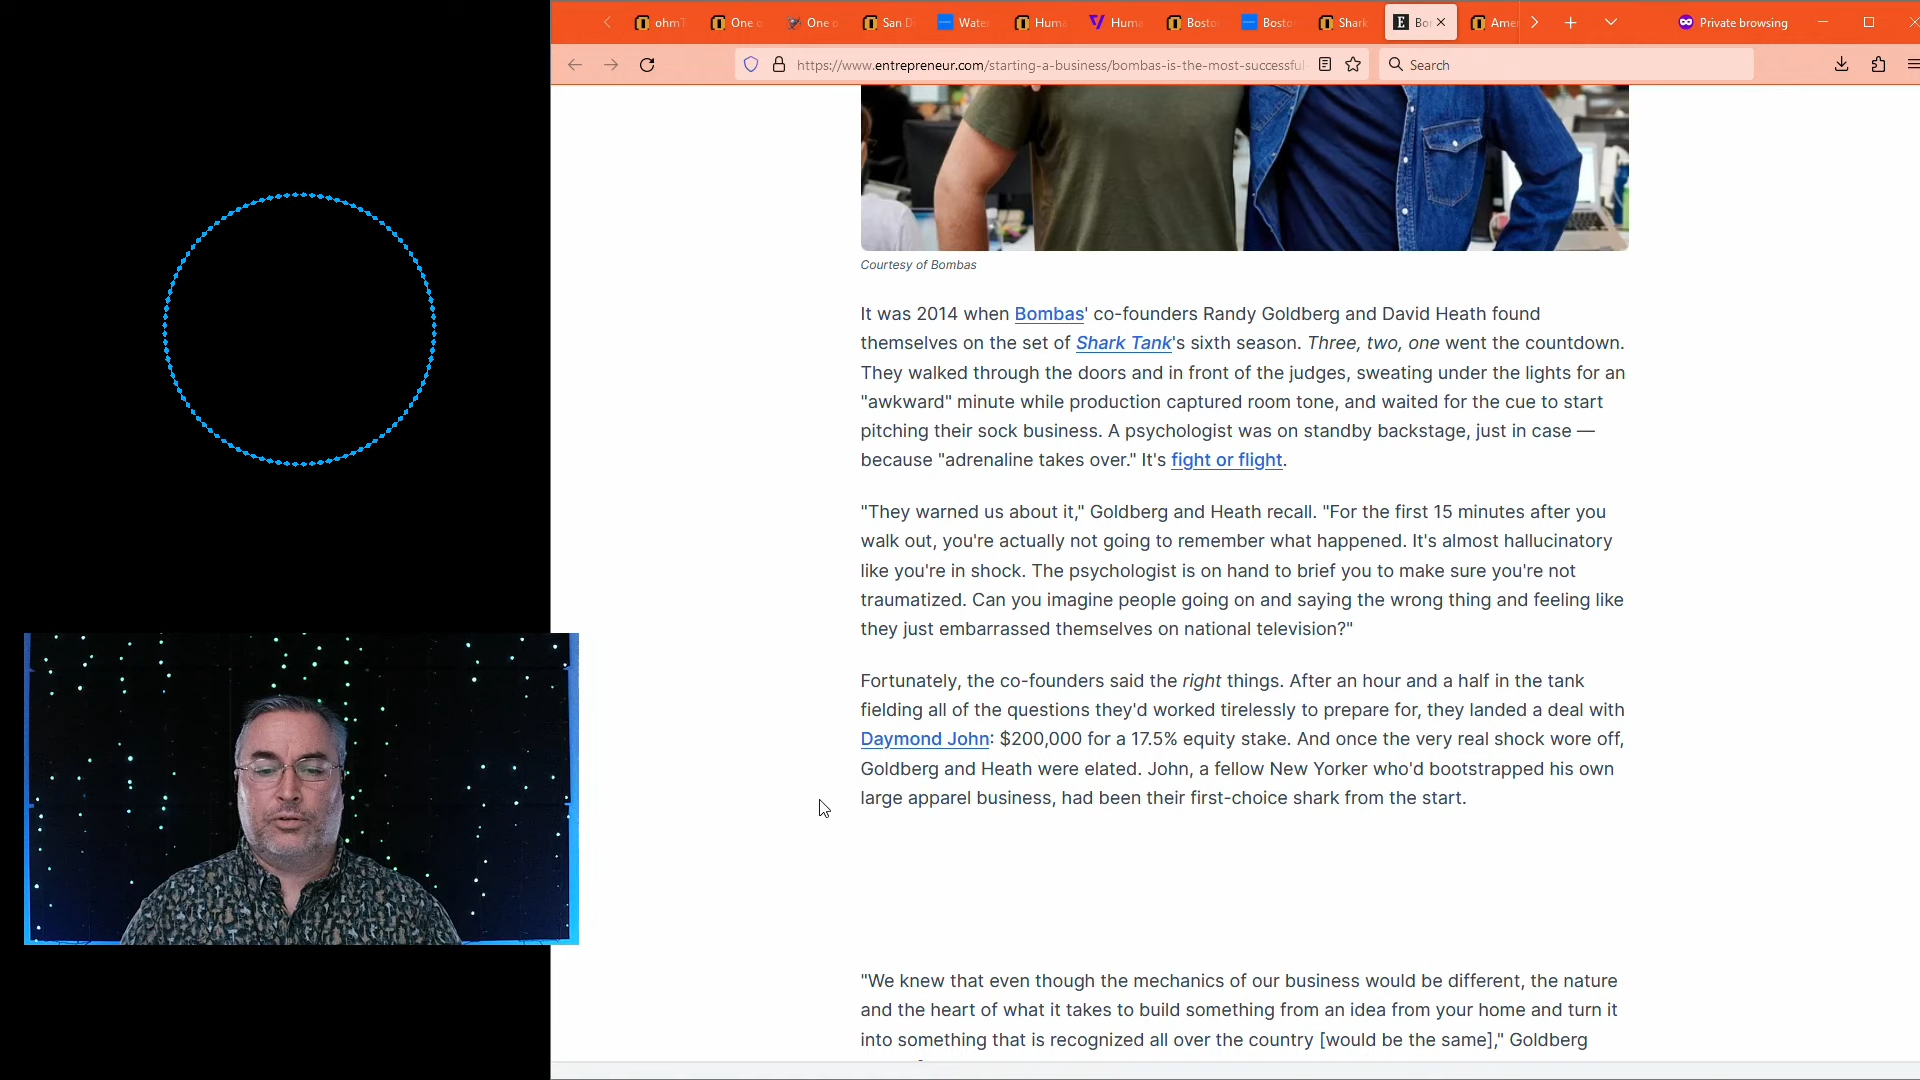 ohm
One o
One o
San Di
Wate
Huma
Huma
Bosto
Bosto
Shark
Bo
Ame
Private browsing
https://www.entrepreneur.com/starting-a-business/bombas-is-the-most-successful-
Search
Courtesy of Bombas
It was 2014 when Bombas' co-founders Randy Goldberg and David Heath found
themselves on the set of Shark Tank's sixth season. Three, two, one went the countdown.
They walked through the doors and in front of the judges, sweating under the lights for an
"awkward" minute while production captured room tone, and waited for the cue to start
pitching their sock business. A psychologist was on standby backstage, just in case —
because "adrenaline takes over." It's fight or flight.
"They warned us about it," Goldberg and Heath recall. "For the first 15 minutes after you
walk out, you're actually not going to remember what happened. It's almost hallucinatory
like you're in shock. The psychologist is on hand to brief you to make sure you're not
traumatized. Can you imagine people going on and saying the wrong thing and feeling like
they just embarrassed themselves on national television?"
Fortunately, the co-founders said the right things. After an hour and a half in the tank
fielding all of the questions they'd worked tirelessly to prepare for, they landed a deal with
Daymond John: $200,000 for a 17.5% equity stake. And once the very real shock wore off,
Goldberg and Heath were elated. John, a fellow New Yorker who'd bootstrapped his own
large apparel business, had been their first-choice shark from the start.
"We knew that even though the mechanics of our business would be different, the nature
and the heart of what it takes to build something from an idea from your home and turn it
into something that is recognized all over the country [would be the same]," Goldberg